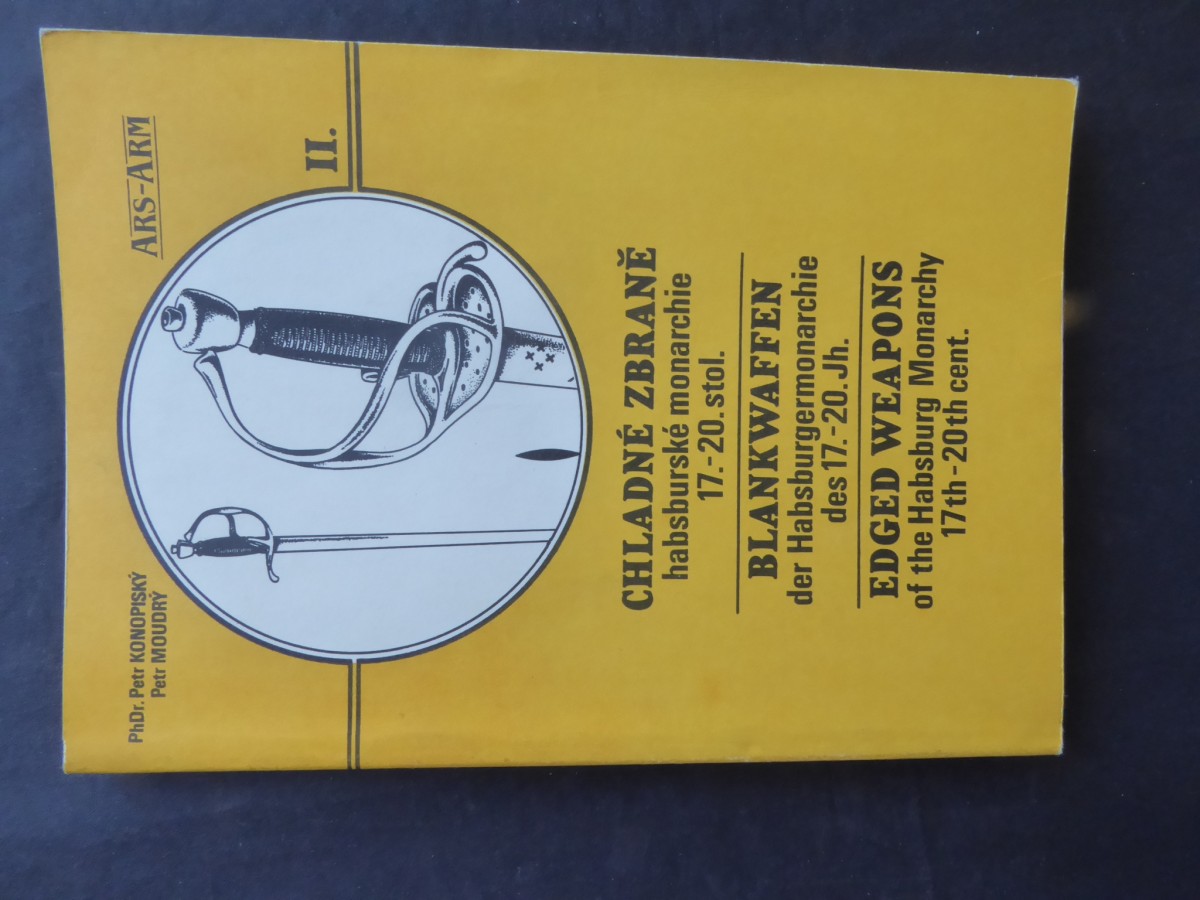 PhDr. Petr KONOPISKÝ
Petr MOUDRÝ
ARS-ARM
II.
CHLADNÉ ZBRANĚ
habsburské monarchie
17.-20. stol.
BLANKWAFFEN
der Habsburgermonarchie
des 17.-20. Jh.
EDGED WEAPONS
of the Habsburg Monarchy
17th-20th cent.